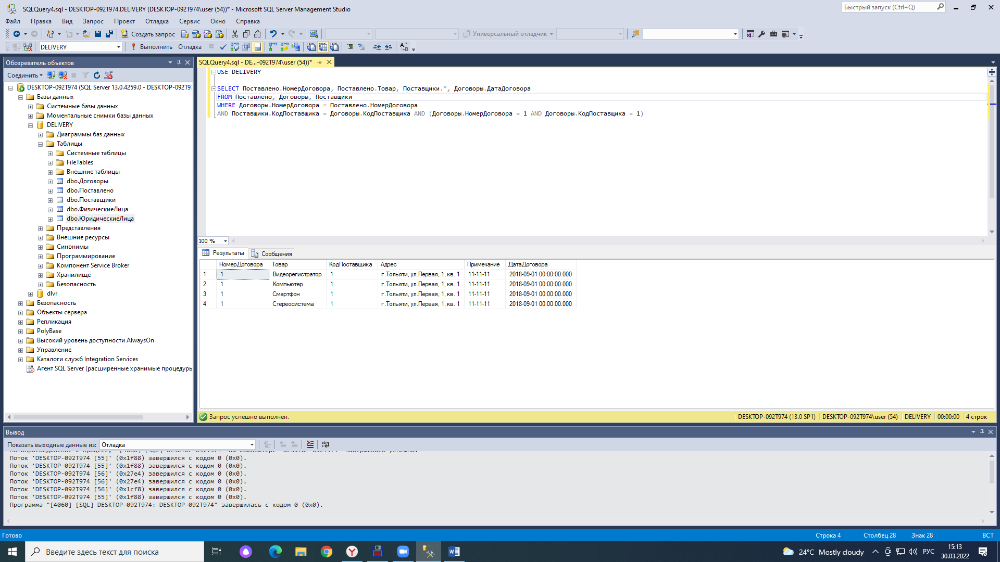 SQLQuery4.sql - DESKTOP-092T974.DELIVERY (DESKTOP-092T974\user (54))* - Microsoft SQL Server Management Studio
Быстрый запуск (Ctrl+Q)
Файл Правка Вид Запрос Проект Отладка Сервис Окно Справка
Создать запрос
Универсальный отладчик
DELIVERY
Выполнить Отладка
Обозреватель объектов
SQLQuery4.sql - DE...-092T974\user (54))*
Соединить
DESKTOP-092T974 (SQL Server 13.0.4259.0 - DESKTOP-092T97
Базы данных
Системные базы данных
Моментальные снимки базы данных
DELIVERY
Диаграммы баз данных
Таблицы
Системные таблицы
FileTables
Внешние таблицы
dbo.Договоры
dbo.Поставлено
dbo.Поставщики
dbo.ФизическиеЛица
dbo.ЮридическиеЛица
Представления
Внешние ресурсы
Синонимы
Программирование
Компонент Service Broker
Хранилище
Безопасность
dlvr
Безопасность
Объекты сервера
Репликация
PolyBase
Высокий уровень доступности AlwaysOn
Управление
Каталоги служб Integration Services
Агент SQL Server (расширенные хранимые процедуры
USE DELIVERY
SELECT Поставлено.НомерДоговора, Поставлено.Товар, Поставщики.*, Договоры.ДатаДоговора
FROM Поставлено, Договоры, Поставщики
WHERE Договоры.НомерДоговора = Поставлено.НомерДоговора
AND Поставщики.КодПоставщика = Договоры.КодПоставщика AND (Договоры.НомерДоговора = 1 AND Договоры.КодПоставщика = 1)
100 %
Результаты Сообщения
НомерДоговора Товар КодПоставщика Адрес Примечание ДатаДоговора
1 1 Видеорегистратор 1 г.Тольяти, ул.Первая, 1, кв. 1 11-11-11 2018-09-01 00:00:00.000
2 1 Компьютер 1 г.Тольяти, ул.Первая, 1, кв. 1 11-11-11 2018-09-01 00:00:00.000
3 1 Смартфон 1 г.Тольяти, ул.Первая, 1, кв. 1 11-11-11 2018-09-01 00:00:00.000
4 1 Стереосистема 1 г.Тольяти, ул.Первая, 1, кв. 1 11-11-11 2018-09-01 00:00:00.000
Запрос успешно выполнен.
DESKTOP-092T974 (13.0 SP1) DESKTOP-092T974\user (54) DELIVERY 00:00:00 4 строк
Вывод
Показать выходные данные из: Отладка
Поток 'DESKTOP-092T974 [55]' (0x1f88) завершился с кодом 0 (0x0).
Поток 'DESKTOP-092T974 [55]' (0x1f88) завершился с кодом 0 (0x0).
Поток 'DESKTOP-092T974 [56]' (0x27e4) завершился с кодом 0 (0x0).
Поток 'DESKTOP-092T974 [56]' (0x27e4) завершился с кодом 0 (0x0).
Поток 'DESKTOP-092T974 [56]' (0x1cf8) завершился с кодом 0 (0x0).
Поток 'DESKTOP-092T974 [55]' (0x1f88) завершился с кодом 0 (0x0).
Программа "[4060] [SQL] DESKTOP-092T974: DESKTOP-092T974" завершилась с кодом 0 (0x0).
Готово
Строка 4 Столбец 28 Знак 28 ВСТ
Введите здесь текст для поиска
24°C Mostly cloudy
РУС
15:13
30.03.2022